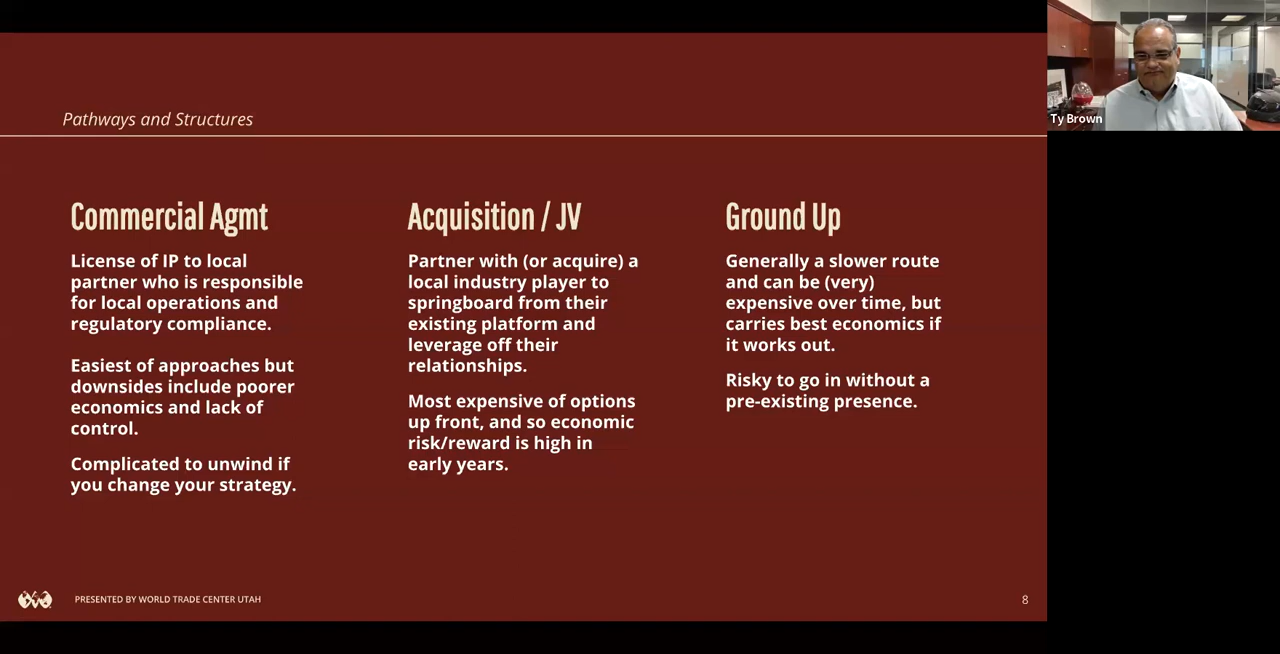 Pathways and Structures
Commercial Agmt
License of IP to local
partner who is responsible
for local operations and
regulatory compliance.
Easiest of approaches but
downsides include poorer
economics and lack of
control.
Complicated to unwind if
you change your strategy.
Acquisition / JV
Partner with (or acquire) a
local industry player to
springboard from their
existing platform and
leverage off their
relationships.
Most expensive of options
up front, and so economic
risk/reward is high in
early years.
Ground Up
Generally a slower route
and can be (very)
expensive over time, but
carries best economics if
it works out.
Risky to go in without a
pre-existing presence.
PRESENTED BY WORLD TRADE CENTER UTAH
8
Ty Brown